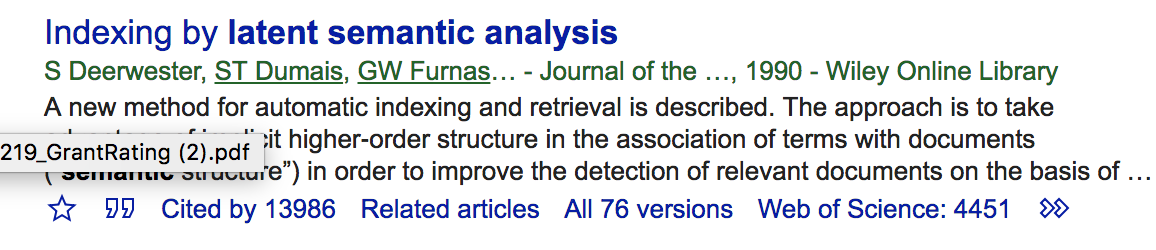 Indexing by latent semantic analysis
S Deerwester, ST Dumais, GW Furnas… - Journal of the …, 1990 - Wiley Online Library
A new method for automatic indexing and retrieval is described. The approach is to take
higher-order structure in the association of terms with documents
219_GrantRating (2).pdf
(“semantic structure”) in order to improve the detection of relevant documents on the basis of …
Cited by 13986 Related articles All 76 versions Web of Science: 4451